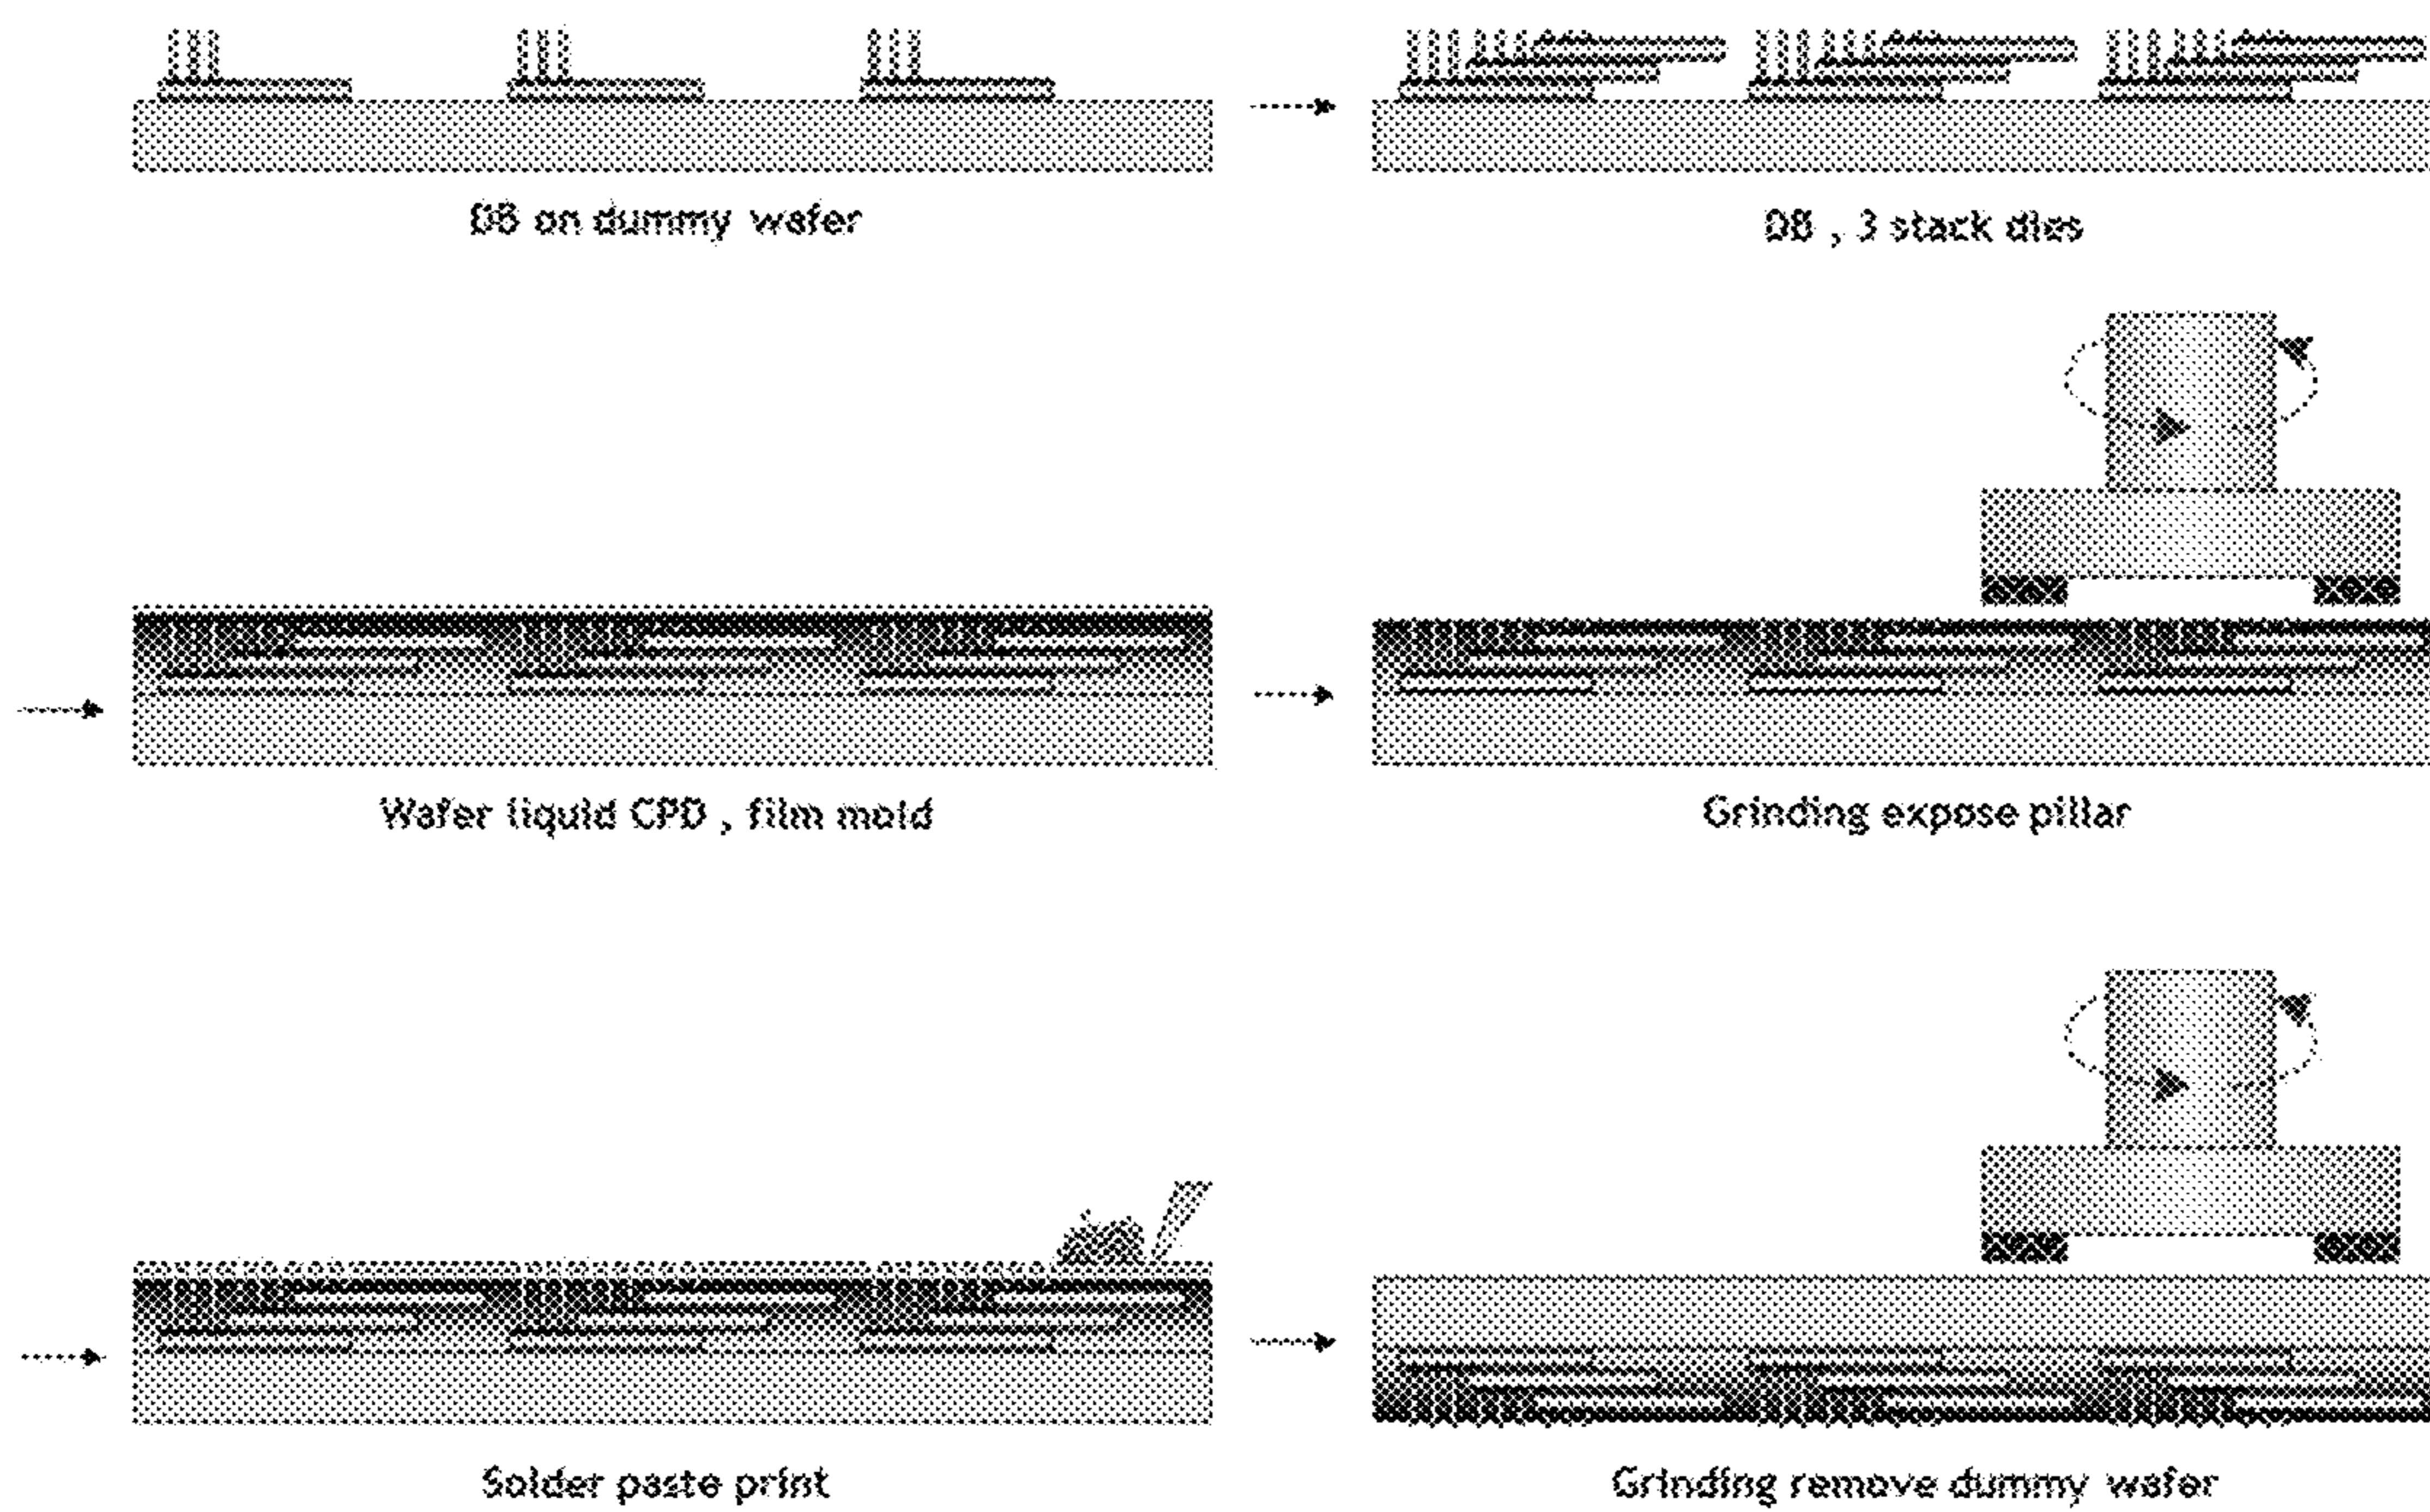 DB on dummy wafer
DB , 3 stack dies
Wafer liquid CPD , film mold
Grinding expose pillar
Solder paste print
Grinding remove dummy wafer